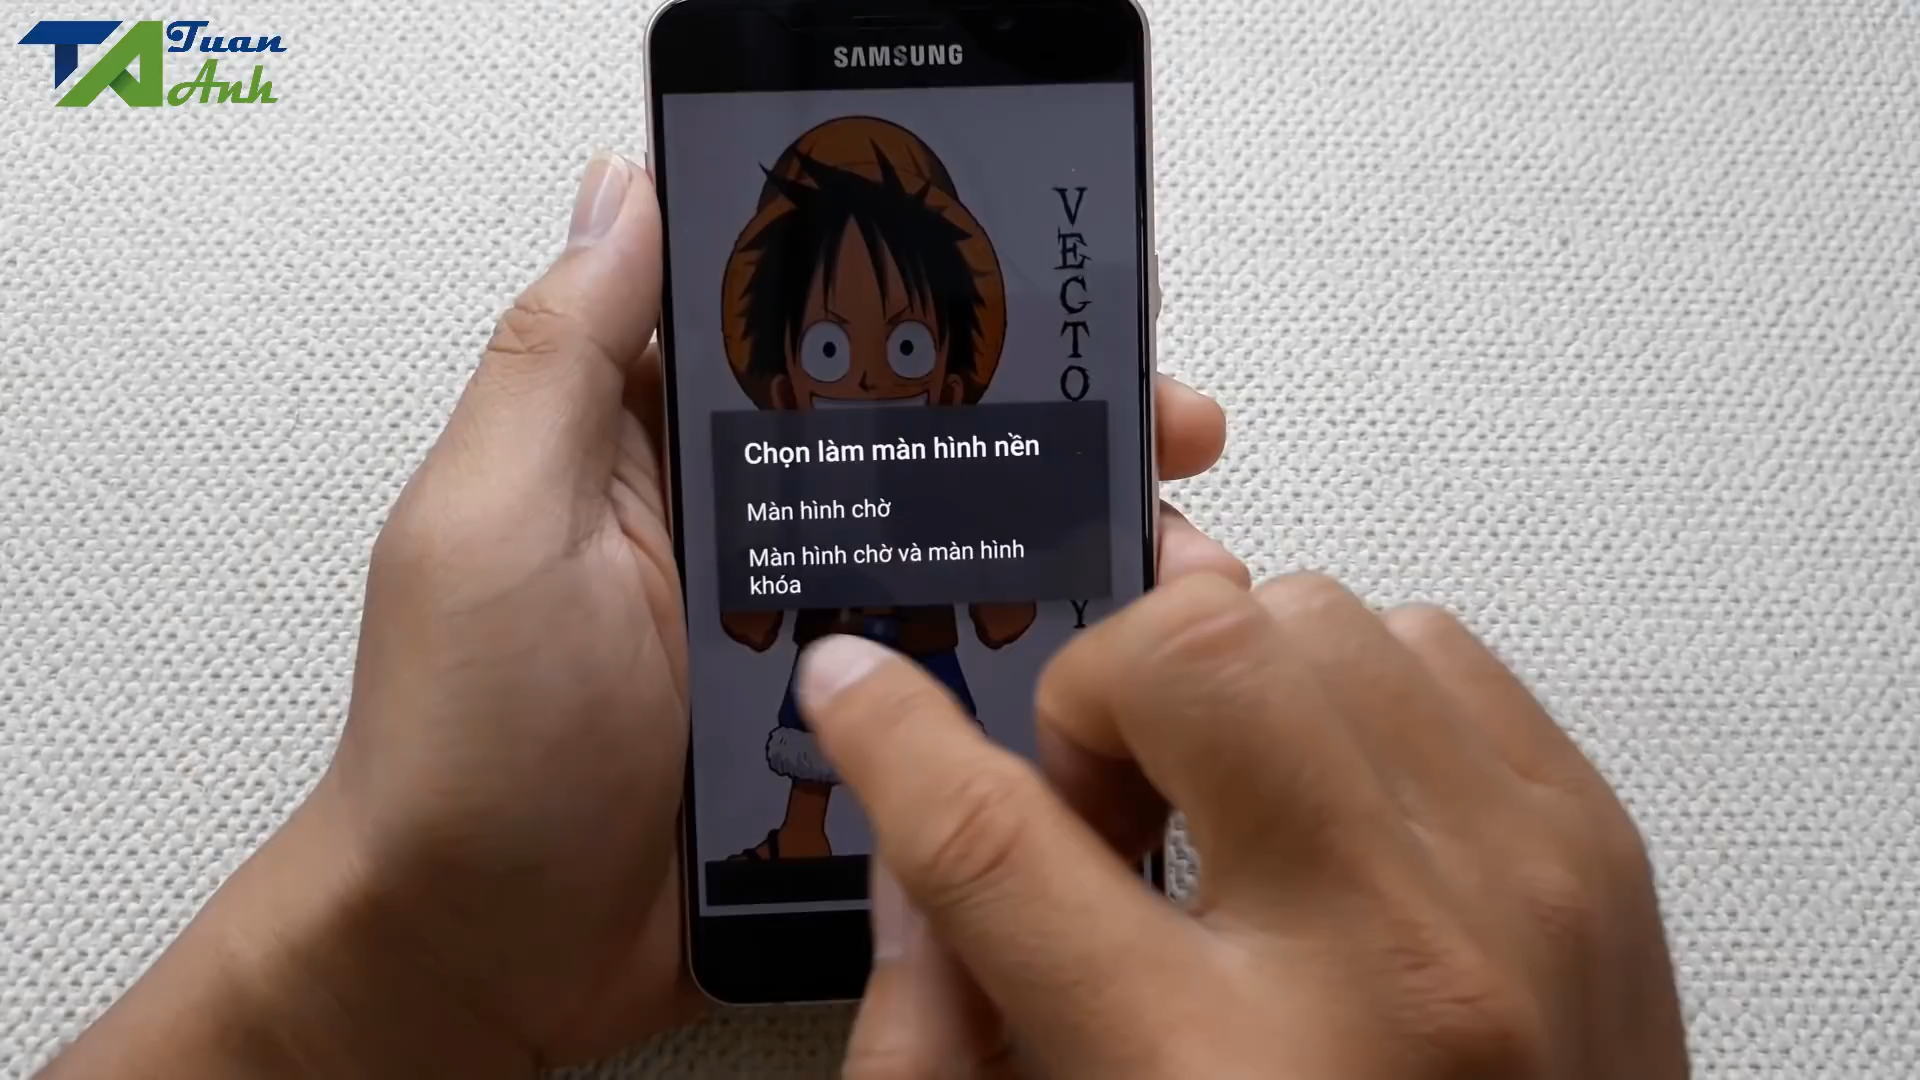 Tuan
Anh
SAMSUNG
VECTO
Y
Chọn làm màn hình nền
Màn hình chờ
Màn hình chờ và màn hình
khóa